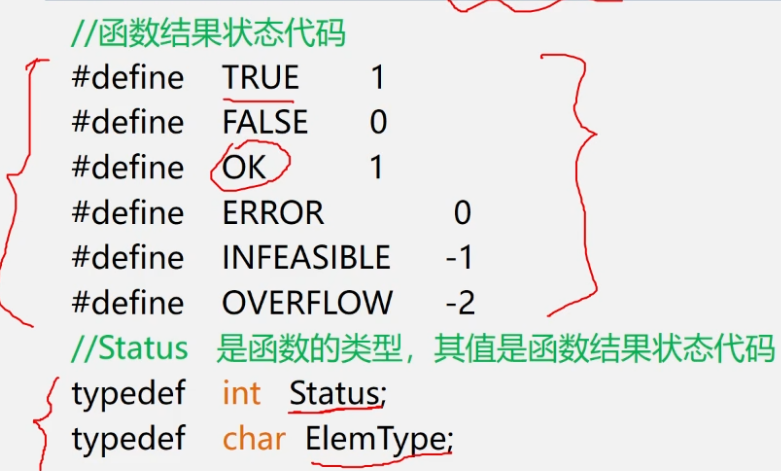 //函数结果状态代码
#define TRUE 1
#define FALSE 0
#define OK 1
#define ERROR 0
#define INFEASIBLE -1
#define OVERFLOW -2
//Status 是函数的类型，其值是函数结果状态代码
typedef int Status;
typedef char ElemType;